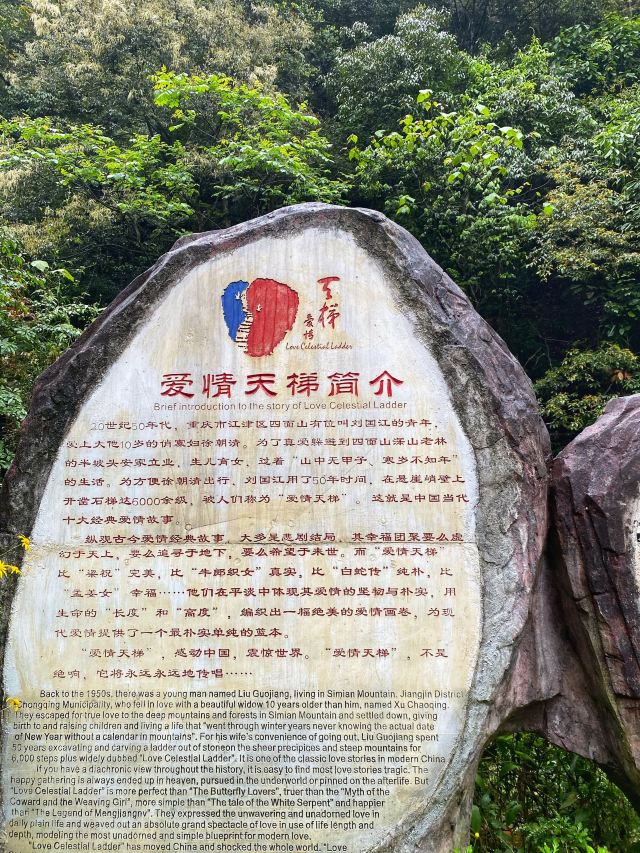 天梯
爱情
Love Celestial Ladder
爱情天梯简介
Brief introduction to the story of Love Celestial Ladder
20世纪50年代，重庆市江津区四面山有位叫刘国江的青年，
爱上大他10岁的俏寡妇徐朝清。为了真爱躲进到四面山深山老林
的半坡头安家立业，生儿育女，过着“山中无甲子、寒岁不知年”
的生活。为方便徐朝清出行，刘国江用了50年时间，在悬崖峭壁上
开凿石梯达6000余级，被人们称为“爱情天梯”。这就是中国当代
十大经典爱情故事。
纵观古今爱情经典故事，大多是悲剧结局，其幸福团聚要么虚
幻于天上，要么追寻于地下，要么希望于来世。而“爱情天梯”
比“梁祝”完美，比“牛郎织女”真实，比“白蛇传”纯朴，比
“孟姜女”幸福……他们在平淡中体现其爱情的坚韧与朴实，用
生命的“长度”和“高度”，编织出一幅绝美的爱情画卷，为现
代爱情提供了一个最朴实单纯的蓝本。
“爱情天梯”，感动中国，震惊世界。“爱情天梯”，不是
绝响，它将永远永远地传唱……
Back to the 1950s, there was a young man named Liu Guojiang, living in Simian Mountain, Jiangjin District
Chongqing Municipality, who fell in love with a beautiful widow 10 years older than him, named Xu Chaoqing.
They escaped for true love to the deep mountains and forests in Simian Mountain and settled down, giving
birth to and raising children and living a life that "went through winter years never knowing the actual date
of New Year without a calendar in mountains". For his wife's convenience of going out, Liu Guojiang spent
50 years excavating and carving a ladder out of stoneon the sheer precipices and steep mountains for
6,000 steps plus widely dubbed "Love Celestial Ladder". It is one of the classic love stories in modern China.
If you have a diachronic view throughout the history, it is easy to find most love stories tragic. The
happy gathering is always ended up in heaven, pursued in the underworld or pinned on the afterlife. But
"Love Celestial Ladder" is more perfect than "The Butterfly Lovers", truer than the "Myth of the
Coward and the Weaving Girl", more simple than "The tale of the White Serpent" and happier
than "The Legend of Mengjiangnv". They expressed the unwavering and unadorned love in
daily plain life and weaved out an absolute grand spectacle of love in use of life length and
depth, modeling the most unadorned and simple blueprint for modern love.
"Love Celestial Ladder" has moved China and shocked the whole world. "Love